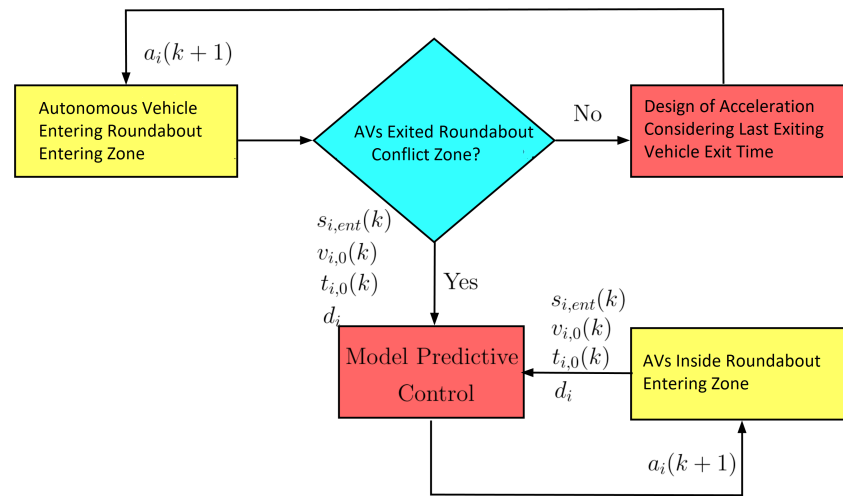 a_i(k+1)
Autonomous Vehicle
Entering Roundabout
Entering Zone
AVs Exited Roundabout
Conflict Zone?
No
Design of Acceleration
Considering Last Exiting
Vehicle Exit Time
s_{i,ent}(k)
v_{i,0}(k)
t_{i,0}(k)
d_i
Yes
Model Predictive
Control
s_{i,ent}(k)
v_{i,0}(k)
t_{i,0}(k)
d_i
AVs Inside Roundabout
Entering Zone
a_i(k+1)